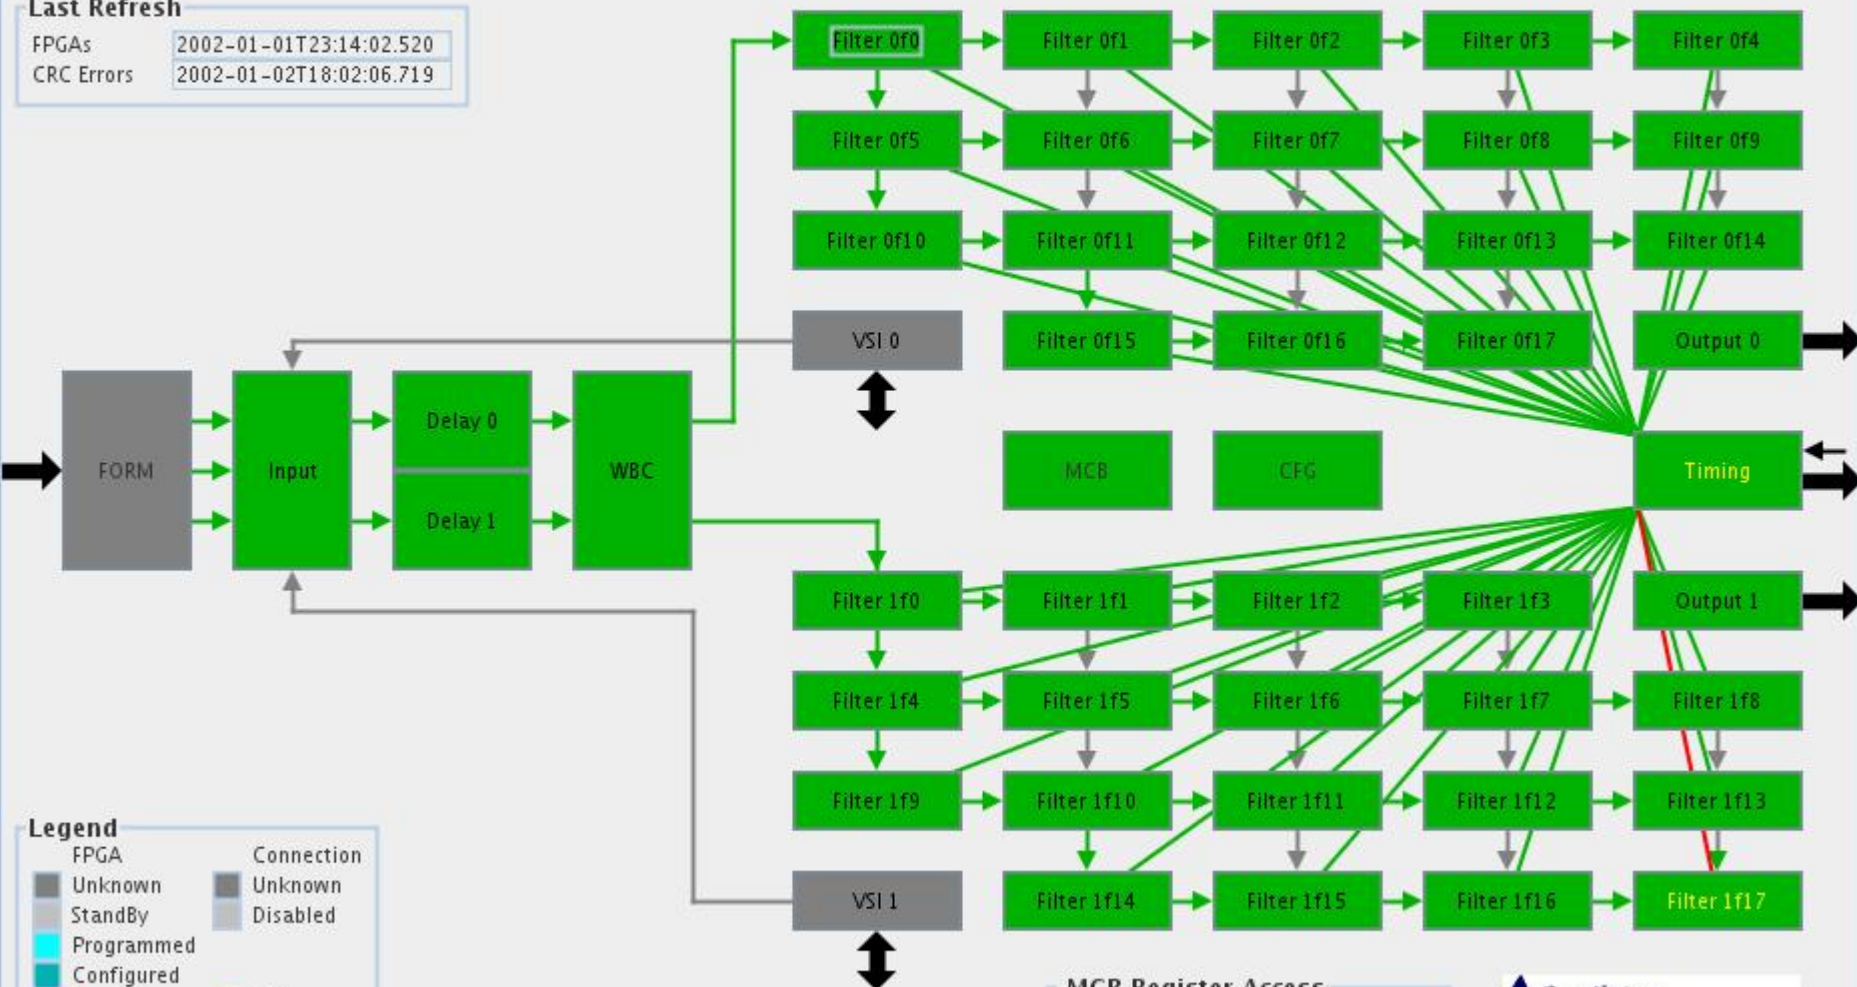 Last Refresh
FPGAs 2002-01-01T23:14:02.520
CRC Errors 2002-01-02T18:02:06.719
Filter 0f0 Filter 0f1 Filter 0f2 Filter 0f3 Filter 0f4
Filter 0f5 Filter 0f6 Filter 0f7 Filter 0f8 Filter 0f9
Filter 0f10 Filter 0f11 Filter 0f12 Filter 0f13 Filter 0f14
VSI 0 Filter 0f15 Filter 0f16 Filter 0f17 Output 0
Delay 0
FORM Input WBC MCB CFG Timing
Delay 1
Filter 1f0 Filter 1f1 Filter 1f2 Filter 1f3 Output 1
Filter 1f4 Filter 1f5 Filter 1f6 Filter 1f7 Filter 1f8
Filter 1f9 Filter 1f10 Filter 1f11 Filter 1f12 Filter 1f13
VSI 1 Filter 1f14 Filter 1f15 Filter 1f16 Filter 1f17
Legend
FPGA Connection
Unknown Unknown
StandBy Disabled
Programmed
Configured
MCB Register Access